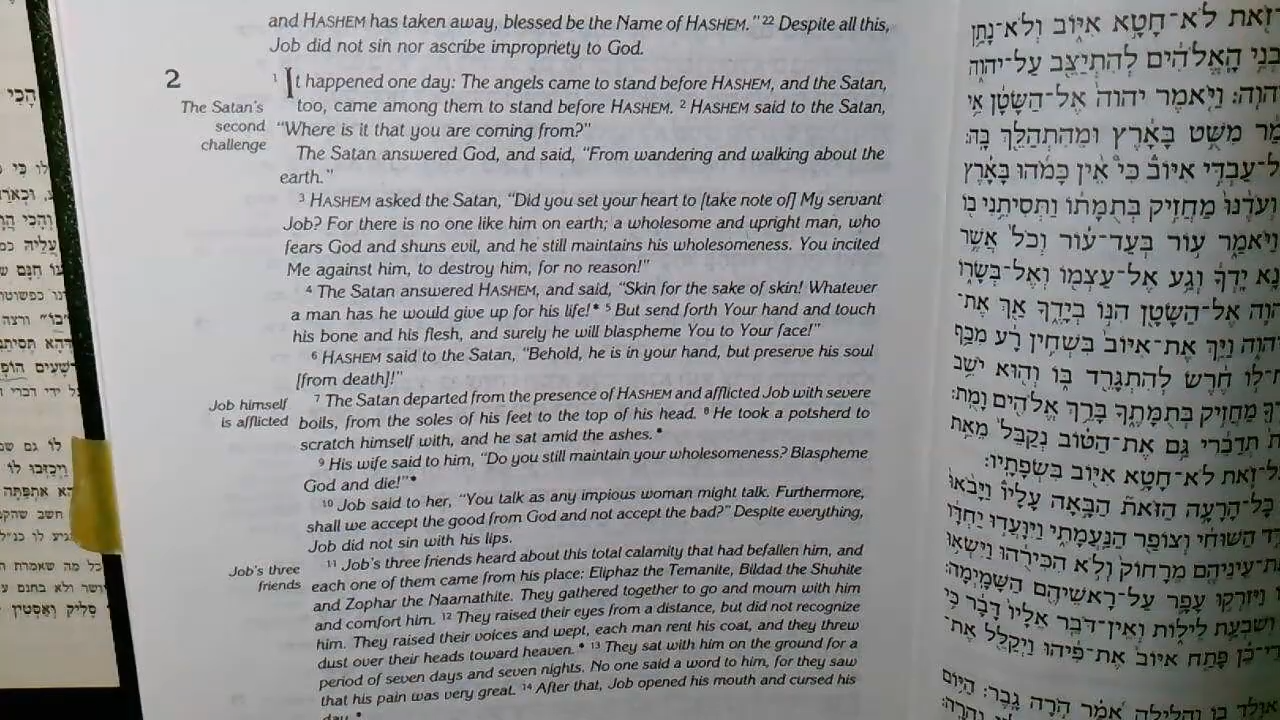 and HASHEM has taken away, blessed be the Name of HASHEM." 22 Despite all this,
Job did not sin nor ascribe impropriety to God.
2
1 It happened one day: The angels came to stand before HASHEM, and the Satan,
too, came among them to stand before HASHEM. 2 HASHEM said to the Satan,
"Where is it that you are coming from?"
The Satan's
second
challenge
The Satan answered God, and said, "From wandering and walking about the
earth."
3 HASHEM asked the Satan, "Did you set your heart to [take note of] My servant
Job? For there is no one like him on earth; a wholesome and upright man, who
fears God and shuns evil, and he still maintains his wholesomeness. You incited
Me against him, to destroy him, for no reason!"
4 The Satan answered HASHEM, and said, "Skin for the sake of skin! Whatever
a man has he would give up for his life!* 5 But send forth Your hand and touch
his bone and his flesh, and surely he will blaspheme You to Your face!"
6 HASHEM said to the Satan, "Behold, he is in your hand, but preserve his soul
[from death]!"
Job himself
is afflicted
7 The Satan departed from the presence of HASHEM and afflicted Job with severe
boils, from the soles of his feet to the top of his head. 8 He took a potsherd to
scratch himself with, and he sat amid the ashes.*
9 His wife said to him, "Do you still maintain your wholesomeness? Blaspheme
God and die!"*
10 Job said to her, "You talk as any impious woman might talk. Furthermore,
shall we accept the good from God and not accept the bad?" Despite everything,
Job did not sin with his lips.
Job's three
friends
11 Job's three friends heard about this total calamity that had befallen him, and
each one of them came from his place: Eliphaz the Temanite, Bildad the Shuhite
and Zophar the Naamathite. They gathered together to go and mourn with him
and comfort him. 12 They raised their eyes from a distance, but did not recognize
him. They raised their voices and wept, each man rent his coat, and they threw
dust over their heads toward heaven.* 13 They sat with him on the ground for a
period of seven days and seven nights. No one said a word to him, for they saw
that his pain was very great. 14 After that, Job opened his mouth and cursed his
day.*
זֹאת לֹא־חָטָא אִיּוֹב וְלֹא־נָתַן
בְּנֵי הָאֱלֹהִים לְהִתְיַצֵּב עַל־יהוה
יהוה: וַיֹּאמֶר יהוה אֶל־הַשָּׂטָן אֵי
מִשֻּׁט בָּאָרֶץ וּמֵהִתְהַלֵּךְ בָּהּ:
עַבְדִּי אִיּוֹב כִּי אֵין כָּמֹהוּ בָּאָרֶץ
וְעֹדֶנּוּ מַחֲזִיק בְּתֻמָּתוֹ וַתְּסִיתֵנִי בוֹ
וַיֹּאמַר עוֹר בְּעַד־עוֹר וְכֹל אֲשֶׁר
נָא יָדְךָ וְגַע אֶל־עַצְמוֹ וְאֶל־בְּשָׂרוֹ
יהוה אֶל־הַשָּׂטָן הִנּוֹ בְיָדֶךָ אַךְ אֶת־
יהוה וַיַּךְ אֶת־אִיּוֹב בִּשְׁחִין רָע מִכַּף
לוֹ חֶרֶשׂ לְהִתְגָּרֵד בּוֹ וְהוּא יֹשֵׁב
מַחֲזִיק בְּתֻמָּתֶךָ בָּרֵךְ אֱלֹהִים וָמֻת:
תְּדַבֵּרִי גַּם אֶת־הַטּוֹב נְקַבֵּל מֵאֵת
זֹאת לֹא־חָטָא אִיּוֹב בִּשְׂפָתָיו:
כָּל־הָרָעָה הַזֹּאת הַבָּאָה עָלָיו וַיָּבֹאוּ
הַשּׁוּחִי וְצוֹפַר הַנַּעֲמָתִי וַיִּוָּעֲדוּ יַחְדָּו
עֵינֵיהֶם מֵרָחוֹק וְלֹא הִכִּירֻהוּ וַיִּשְׂאוּ
וַיִּזְרְקוּ עָפָר עַל־רָאשֵׁיהֶם הַשָּׁמָיְמָה:
וְשִׁבְעַת לֵילוֹת וְאֵין־דֹּבֵר אֵלָיו דָּבָר כִּי
כֵן פָּתַח אִיּוֹב אֶת־פִּיהוּ וַיְקַלֵּל אֶת־